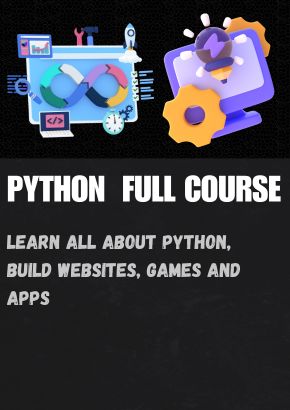 </>
PYTHON FULL COURSE
LEARN ALL ABOUT PYTHON,
BUILD WEBSITES, GAMES AND
APPS